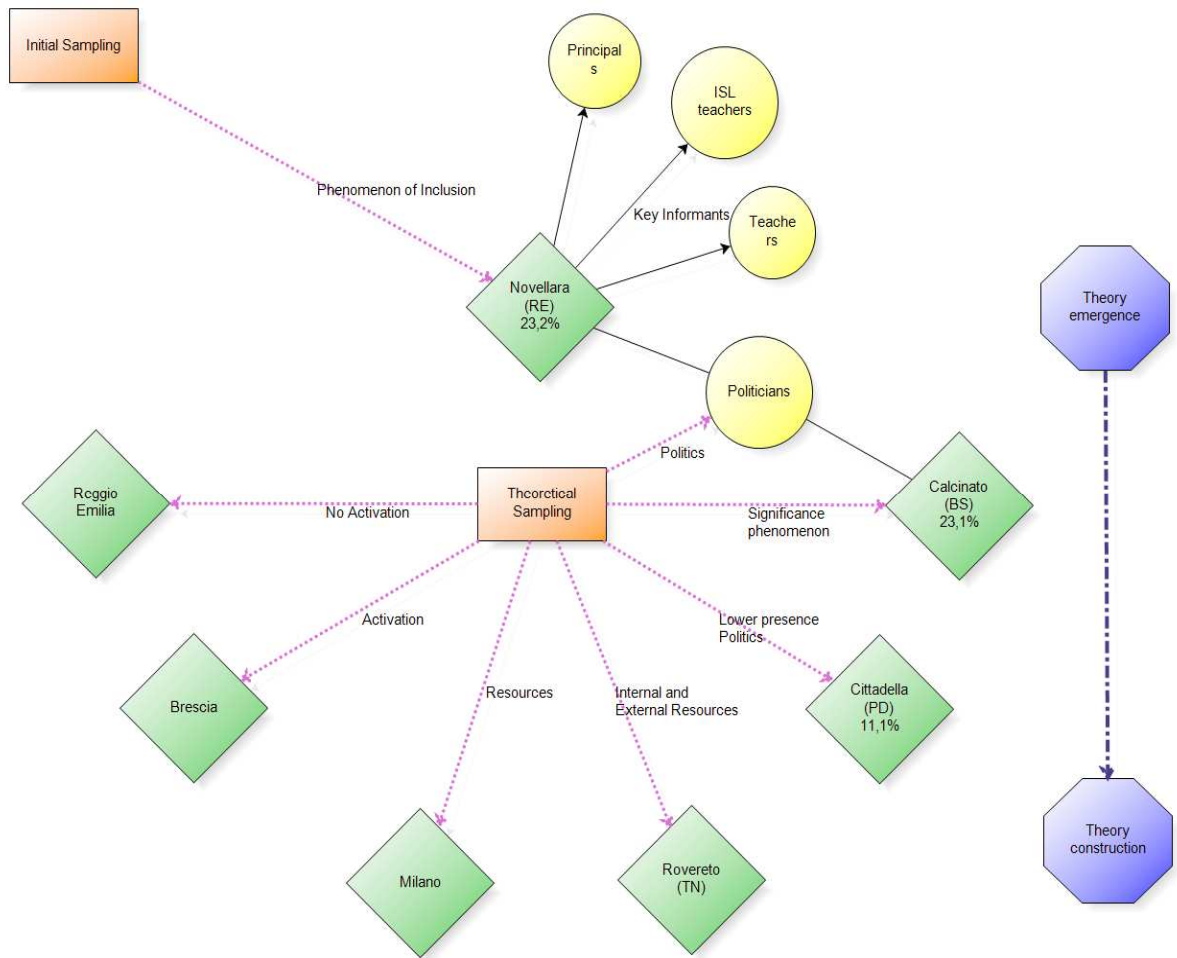 Initial Sampling
Principal
s
ISL
teachers
Phenomenon of Inclusion
Key Informants
Teache
rs
Novellara
(RE)
23,2%
Theory
emergence
Politicians
Politics
Reggio
Emilia
No Activation
Theoretical
Sampling
Significance
phenomenon
Calcinato
(BS)
23,1%
Activation
Lower presence
Politics
Brescia
Resources
Internal and
External Resources
Cittadella
(PD)
11,1%
Milano
Rovereto
(TN)
Theory
construction